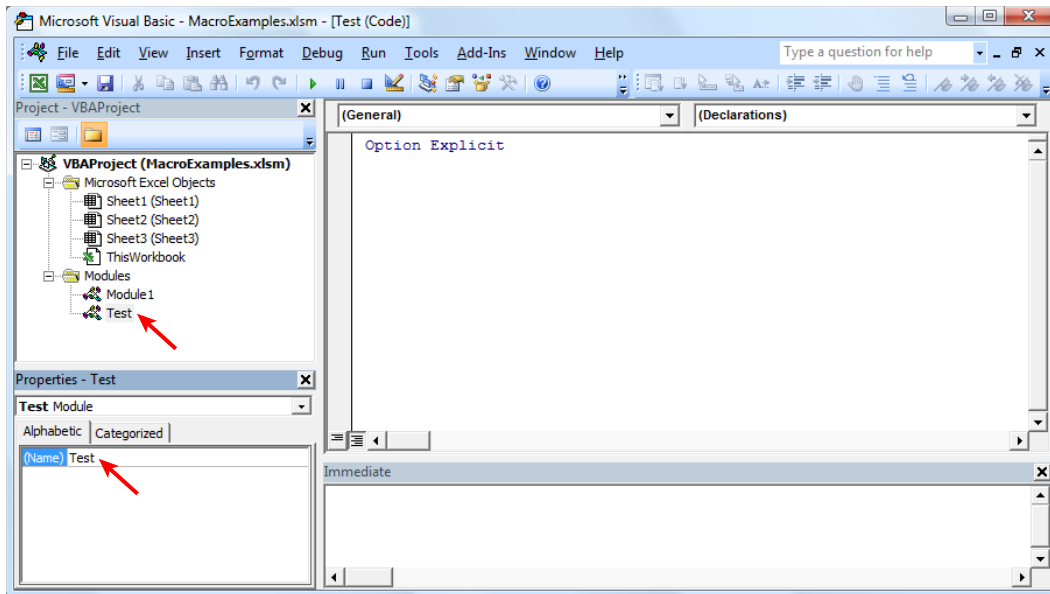 Microsoft Visual Basic - MacroExamples.xlsm - [Test (Code)]
File Edit View Insert Format Debug Run Tools Add-Ins Window Help Type a question for help
Project - VBAProject
VBAProject (MacroExamples.xlsm)
Microsoft Excel Objects
Sheet1 (Sheet1)
Sheet2 (Sheet2)
Sheet3 (Sheet3)
ThisWorkbook
Modules
Module1
Test
Properties - Test
Test Module
Alphabetic Categorized
(Name) Test
(General) (Declarations)
Option Explicit
Immediate